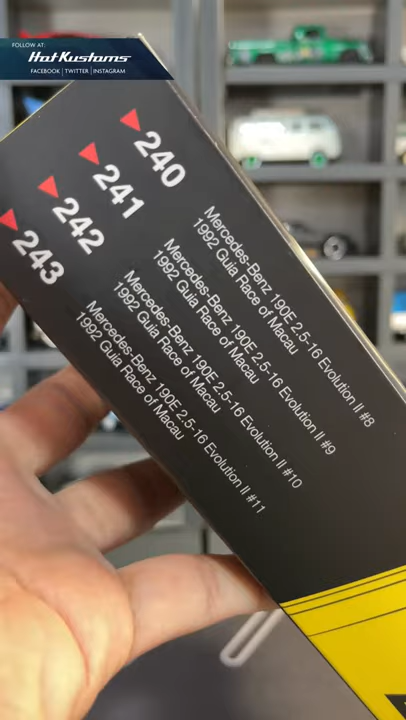 FOLLOW AT:
HotKustoms
FACEBOOK | TWITTER | INSTAGRAM
240
Mercedes-Benz 190E 2.5-16 Evolution II #8
1992 Guia Race of Macau
241
Mercedes-Benz 190E 2.5-16 Evolution II #9
1992 Guia Race of Macau
242
Mercedes-Benz 190E 2.5-16 Evolution II #10
1992 Guia Race of Macau
243
Mercedes-Benz 190E 2.5-16 Evolution II #11
1992 Guia Race of Macau